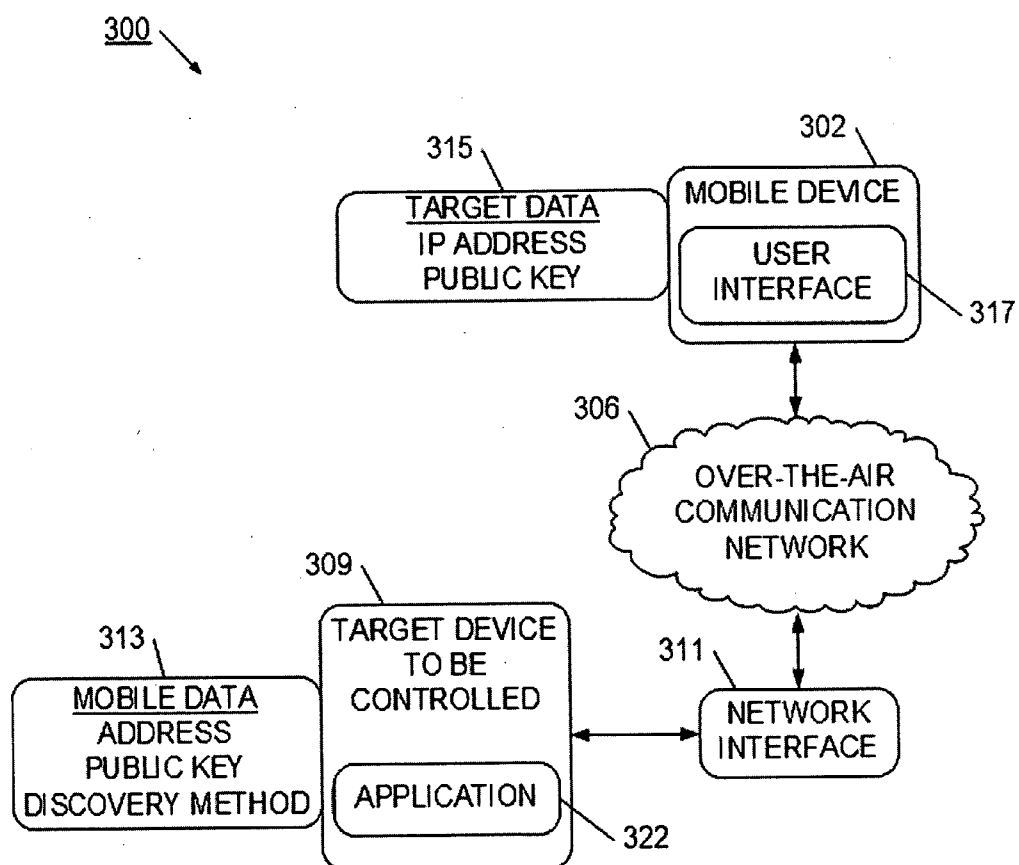 300
302
315
MOBILE DEVICE
TARGET DATA
IP ADDRESS
PUBLIC KEY
USER
INTERFACE
317
306
OVER-THE-AIR
COMMUNICATION
NETWORK
309
313
TARGET DEVICE
TO BE
CONTROLLED
311
MOBILE DATA
ADDRESS
PUBLIC KEY
DISCOVERY METHOD
NETWORK
INTERFACE
APPLICATION
322